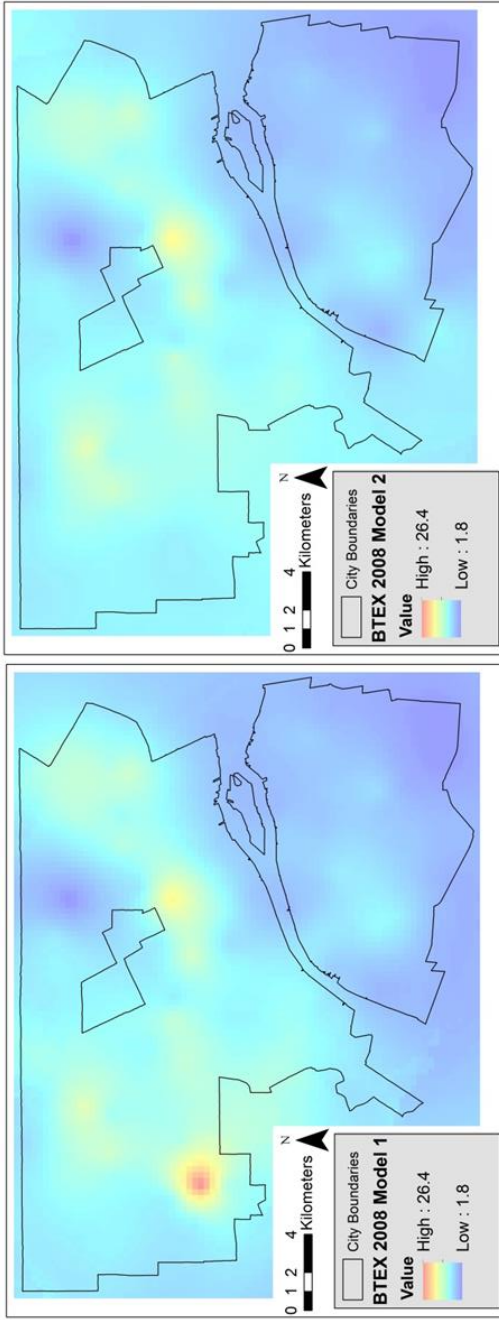 N
0 1 2 4
Kilometers
City Boundaries
BTEX 2008 Model 1
Value
High : 26.4
Low : 1.8
N
0 1 2 4
Kilometers
City Boundaries
BTEX 2008 Model 2
Value
High : 26.4
Low : 1.8